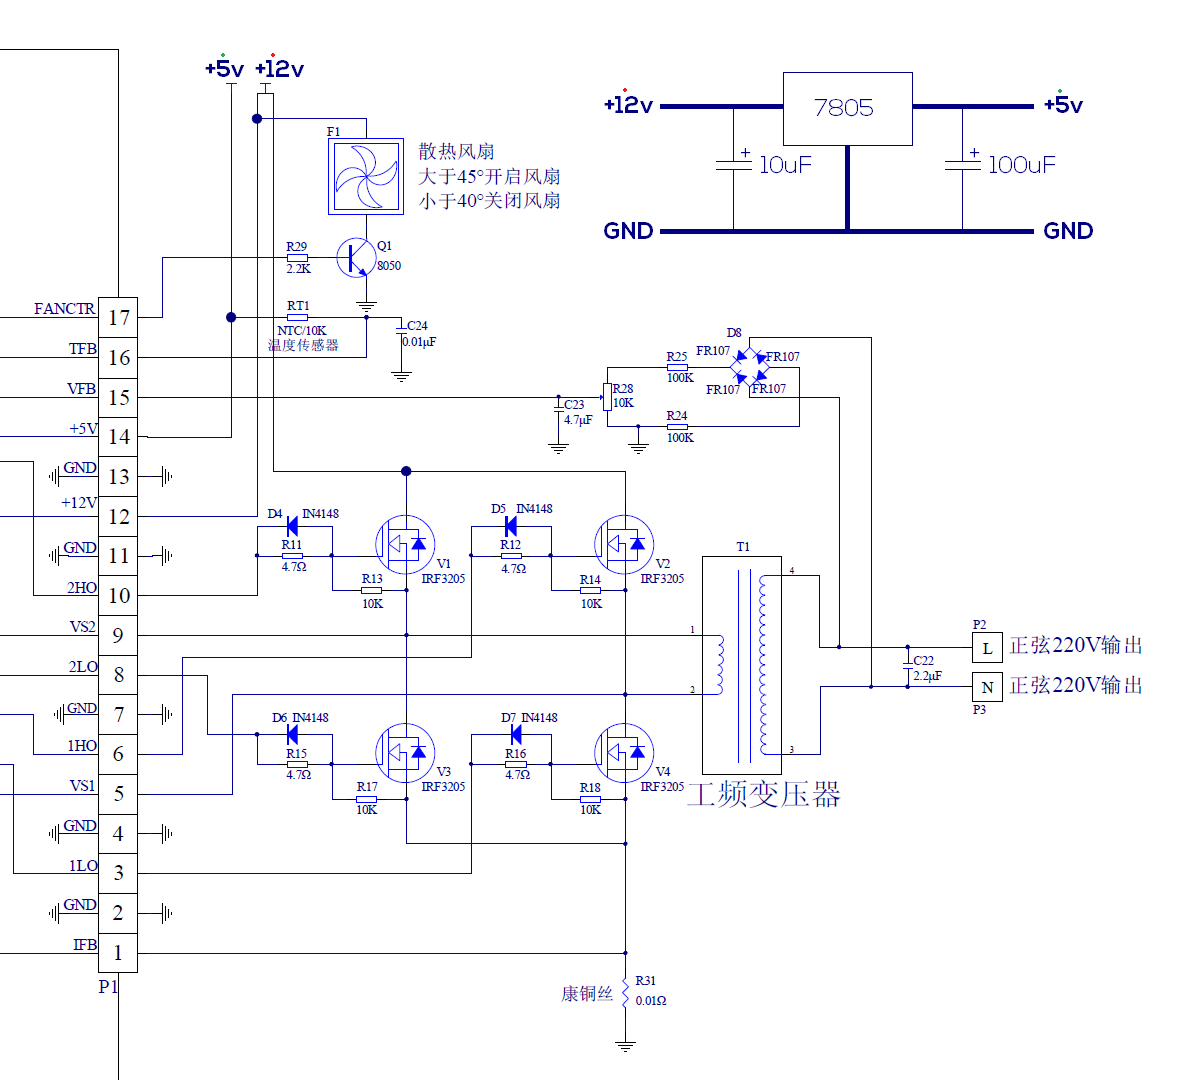 +5v
+12v
+12v
7805
+5v
F1
散热风扇
大于45°开启风扇
小于40°关闭风扇
+
10uF
+
100uF
GND
GND
Q1
8050
R29
2.2K
FANCTR
17
RT1
NTC/10K
温度传感器
C24
0.01μF
TFB
16
D8
FR107
FR107
FR107
FR107
R25
100K
VFB
15
R28
10K
C23
4.7μF
R24
100K
+5V
14
GND
13
+12V
12
D4
IN4148
D5
IN4148
GND
11
R11
4.7Ω
R12
4.7Ω
V1
IRF3205
V2
IRF3205
T1
2HO
10
R13
10K
R14
10K
4
VS2
9
1
P2
L
正弦220V输出
2LO
8
C22
2.2μF
2
N
正弦220V输出
P3
GND
7
D6
IN4148
D7
IN4148
1HO
6
R15
4.7Ω
R16
4.7Ω
3
V3
IRF3205
V4
IRF3205
VS1
5
R17
10K
R18
10K
工频变压器
GND
4
1LO
3
GND
2
IFB
1
P1
康铜丝
R31
0.01Ω